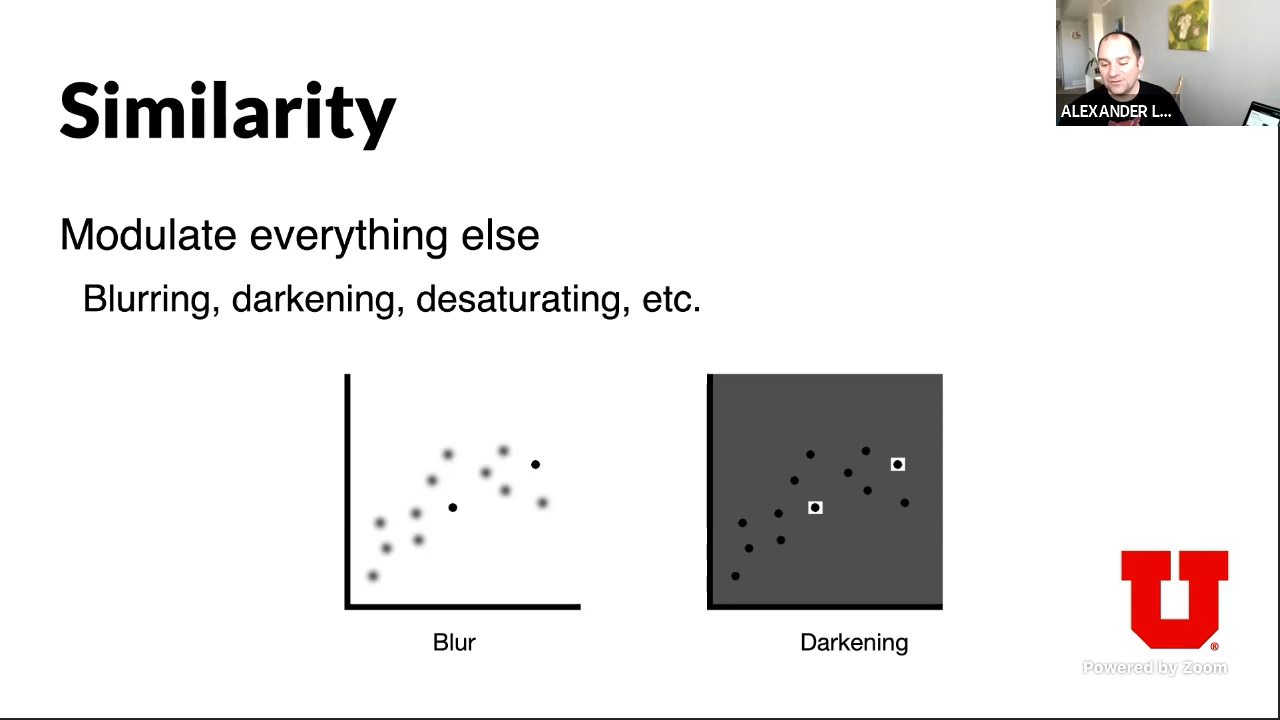 Similarity
ALEXANDER L...
Modulate everything else
Blurring, darkening, desaturating, etc.
Blur
Darkening
U
®
Powered by Zoom